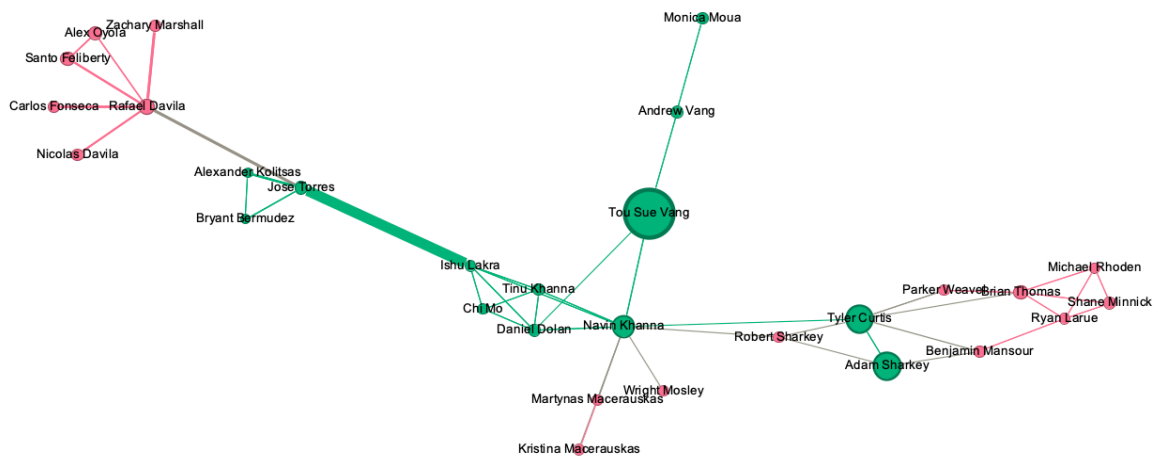 Monica Moua
Zachary Marshall
Alex Oyola
Santo Feliberty
Carlos Fonseca
Rafael Davila
Andrew Vang
Nicolas Davila
Alexander Kolitsas
Jose Torres
Bryant Bermudez
Tou Sue Vang
Ishu Lakra
Michael Rhoden
Tinu Khanna
Parker Weaver
Brian Thomas
Shane Minnick
Chi Mo
Daniel Dolan
Navin Khanna
Tyler Curtis
Ryan Larue
Robert Sharkey
Benjamin Mansour
Adam Sharkey
Martynas Macerauskas
Wright Mosley
Kristina Macerauskas